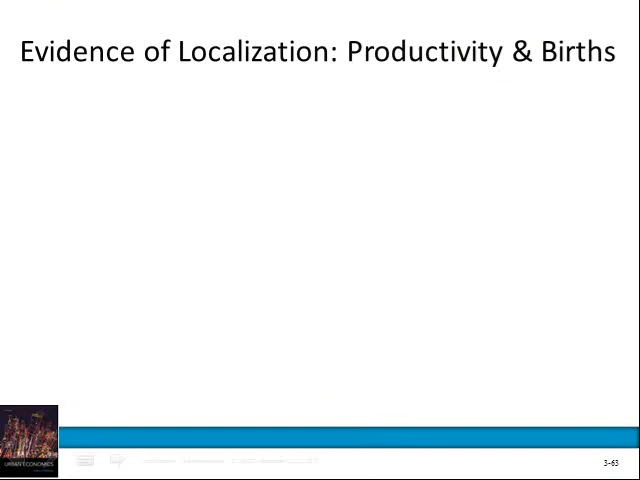 Evidence of Localization: Productivity & Births
URBAN ECONOMICS
3-63